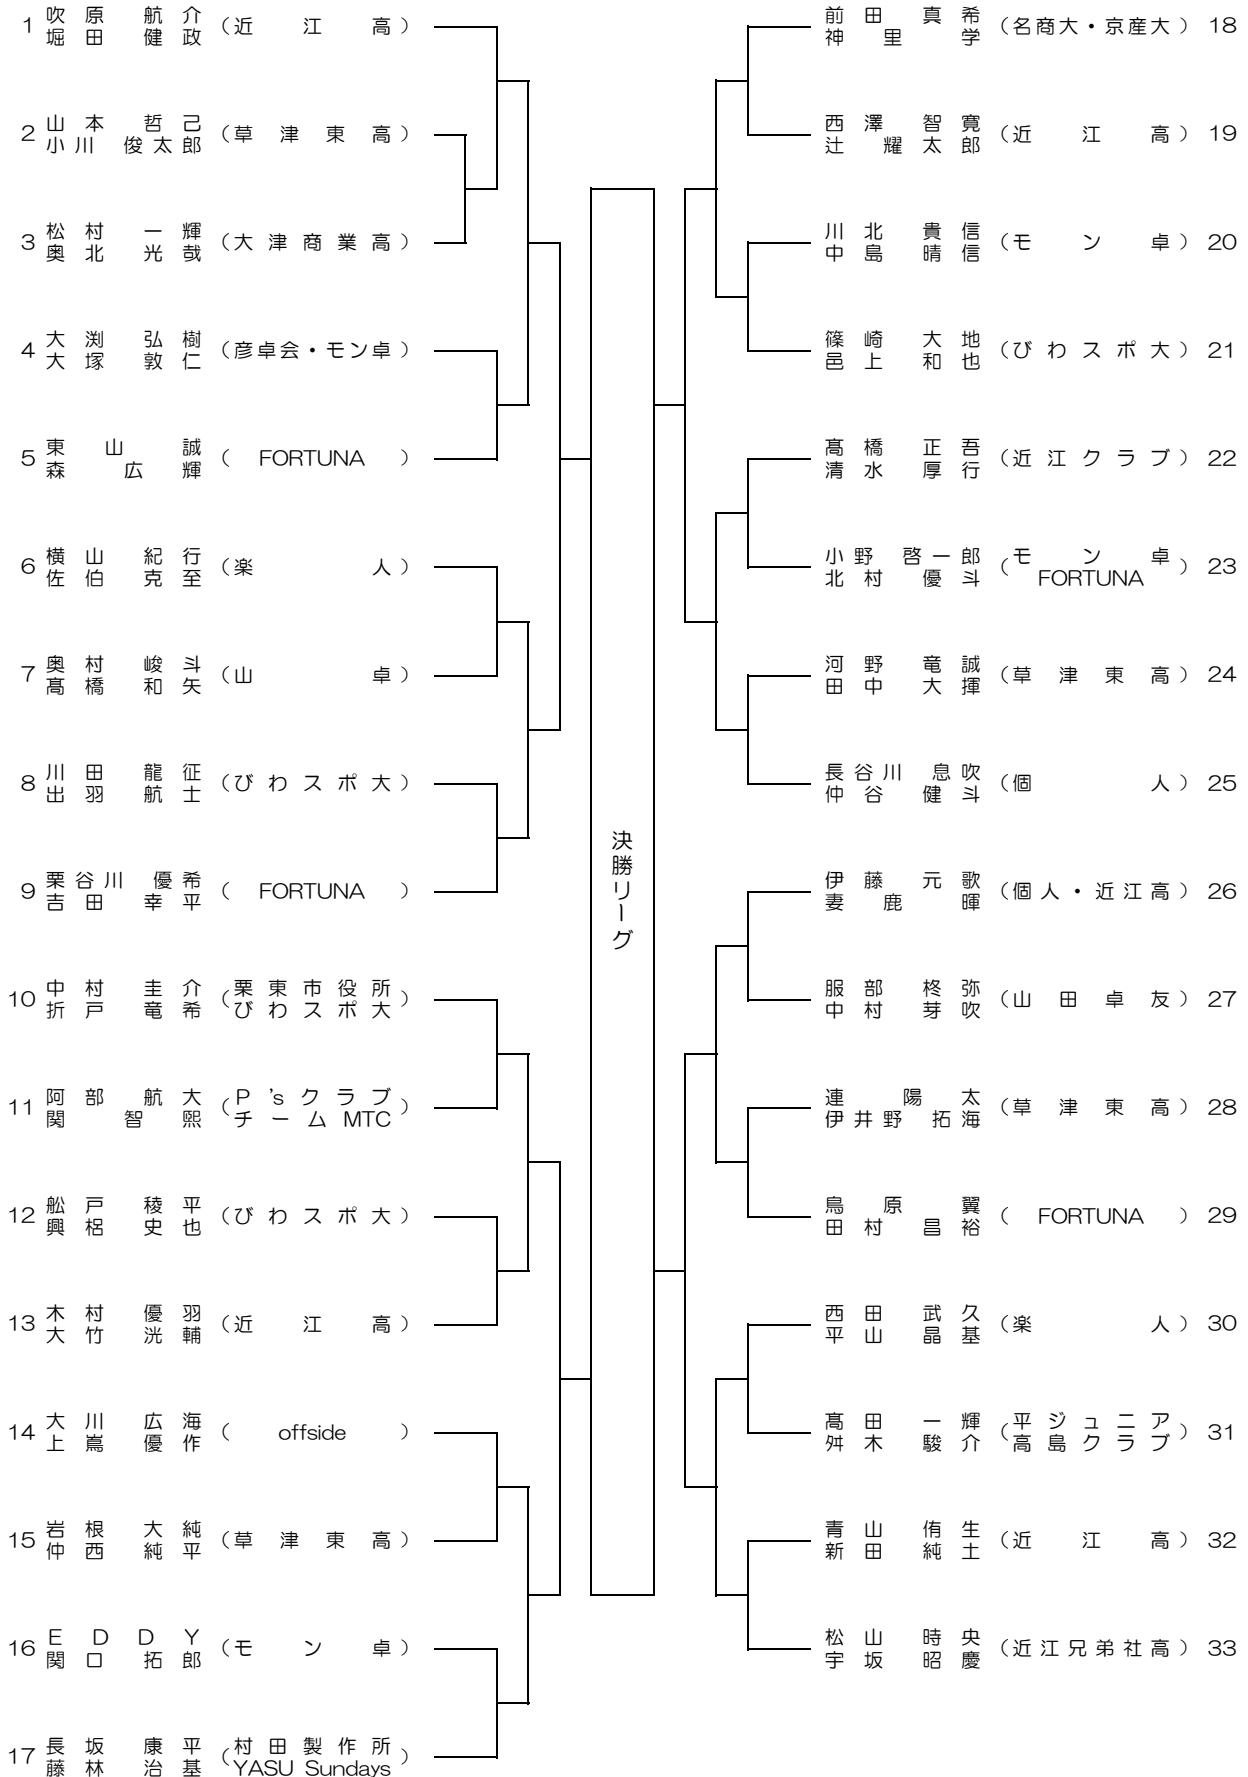 1 吹原 航介 (近江高)
堀田 健政
2 山本 哲己 (草津東高)
小川 俊太郎
3 松村 一輝 (大津商業高)
奥北 光哉
4 大渕 弘樹 (彦卓会・モン卓)
大塚 敦仁
5 東山 誠 (FORTUNA)
森 広輝
6 横山 紀行 (楽人)
佐伯 克至
7 奥村 峻斗 (山卓)
髙橋 和矢
8 川田 龍征 (びわスポ大)
出羽 航士
9 栗谷川 優希 (FORTUNA)
吉田 幸平
10 中村 圭介 (栗東市役所
折戸 竜希 びわスポ大)
11 阿部 航大 (P'sクラブ
関 智熙 チームMTC)
12 舩戸 稜平 (びわスポ大)
興梠 史也
13 木村 優羽 (近江高)
大竹 洸輔
14 大川 広海 (offside)
上嶌 優作
15 岩根 大純 (草津東高)
仲西 純平
16 EDDY (モン卓)
関口 拓郎
17 長坂 康平 (村田製作所
藤林 治基 YASU Sundays)
決勝リーグ
前田 真希 (名商大・京産大) 18
神里 学
西澤 智寛 (近江高) 19
辻 耀太郎
川北 貴信 (モン卓) 20
中島 晴信
篠崎 大地 (びわスポ大) 21
邑上 和也
髙橋 正吾 (近江クラブ) 22
清水 厚行
小野 啓一郎 (モン卓 23
北村 優斗 FORTUNA)
河野 竜誠 (草津東高) 24
田中 大揮
長谷川 息吹 (個人) 25
仲谷 健斗
伊藤 元歌 (個人・近江高) 26
妻鹿 暉
服部 柊弥 (山田卓友) 27
中村 芽吹
連 陽太 (草津東高) 28
伊井野 拓海
鳥原 翼 (FORTUNA) 29
田村 昌裕
西田 武久 (楽人) 30
平山 晶基
髙田 一輝 (平ジュニア 31
舛木 駿介 高島クラブ)
青山 侑生 (近江高) 32
新田 純士
松山 時央 (近江兄弟社高) 33
宇坂 昭慶